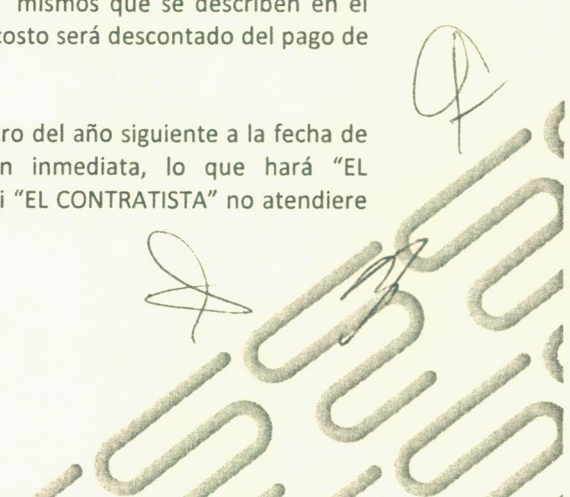 mismos que se describen en el
costo será descontado del pago de
ro del año siguiente a la fecha de
n inmediata, lo que hará “EL
i “EL CONTRATISTA” no atendiere